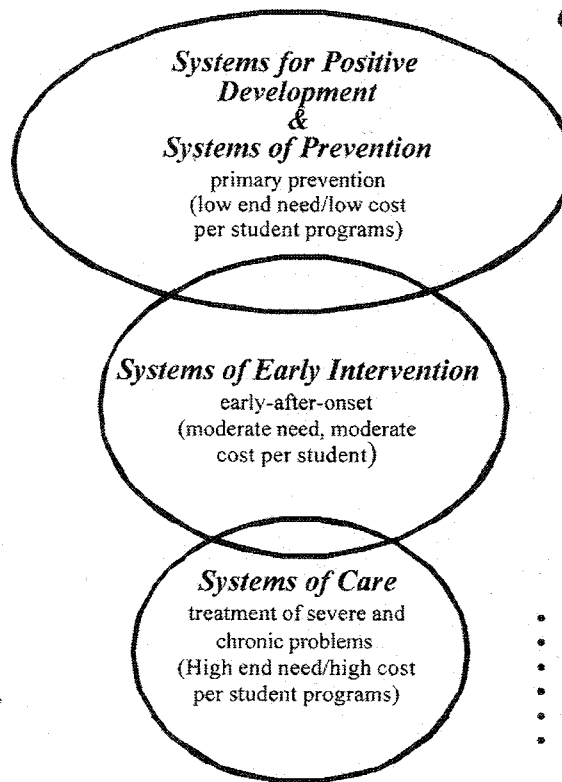 Systems for Positive
Development
&
Systems of Prevention
primary prevention
(low end need/low cost
per student programs)
Systems of Early Intervention
early-after-onset
(moderate need, moderate
cost per student)
Systems of Care
treatment of severe and
chronic problems
(High end need/high cost
per student programs)